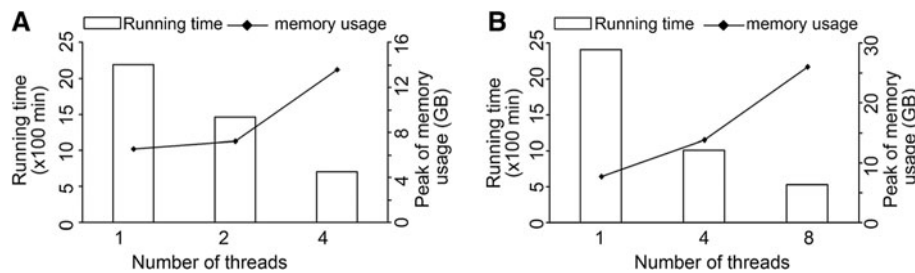 A
Running time
memory usage
25
20
15
10
5
0
Running time
(x100 min)
16
12
8
4
0
Peak of memory
usage (GB)
1 2 4
Number of threads
B
Running time
memory usage
25
20
15
10
5
0
Running time
(x100 min)
30
20
10
0
Peak of memory
usage (GB)
1 4 8
Number of threads